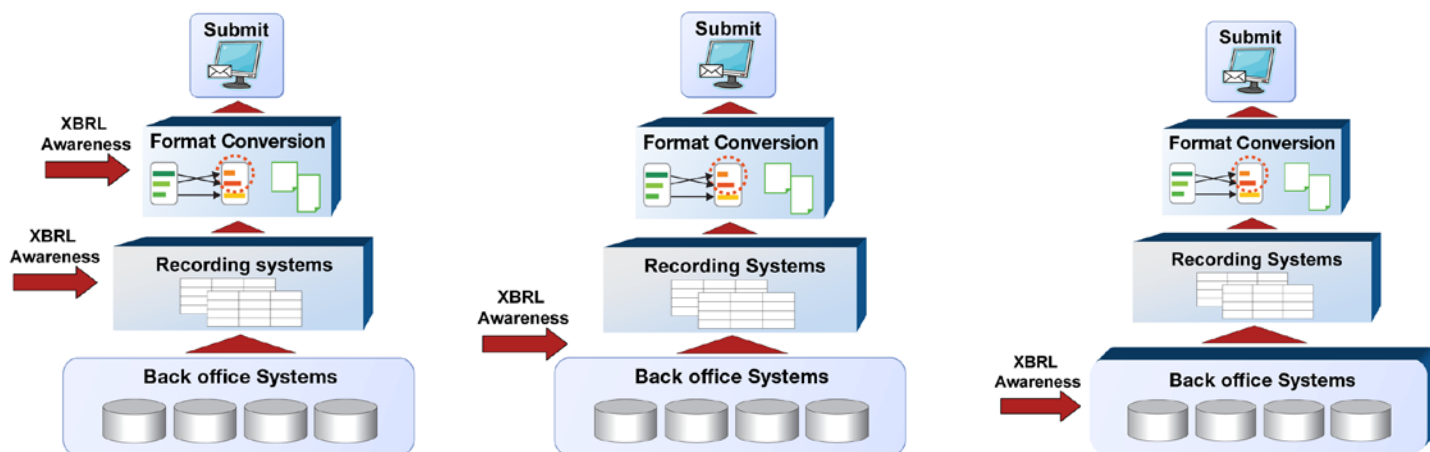 Submit
XBRL
Awareness
Format Conversion
XBRL
Awareness
Recording systems
Back office Systems
Submit
Format Conversion
Recording Systems
XBRL
Awareness
Back office Systems
Submit
Format Conversion
Recording Systems
XBRL
Awareness
Back office Systems